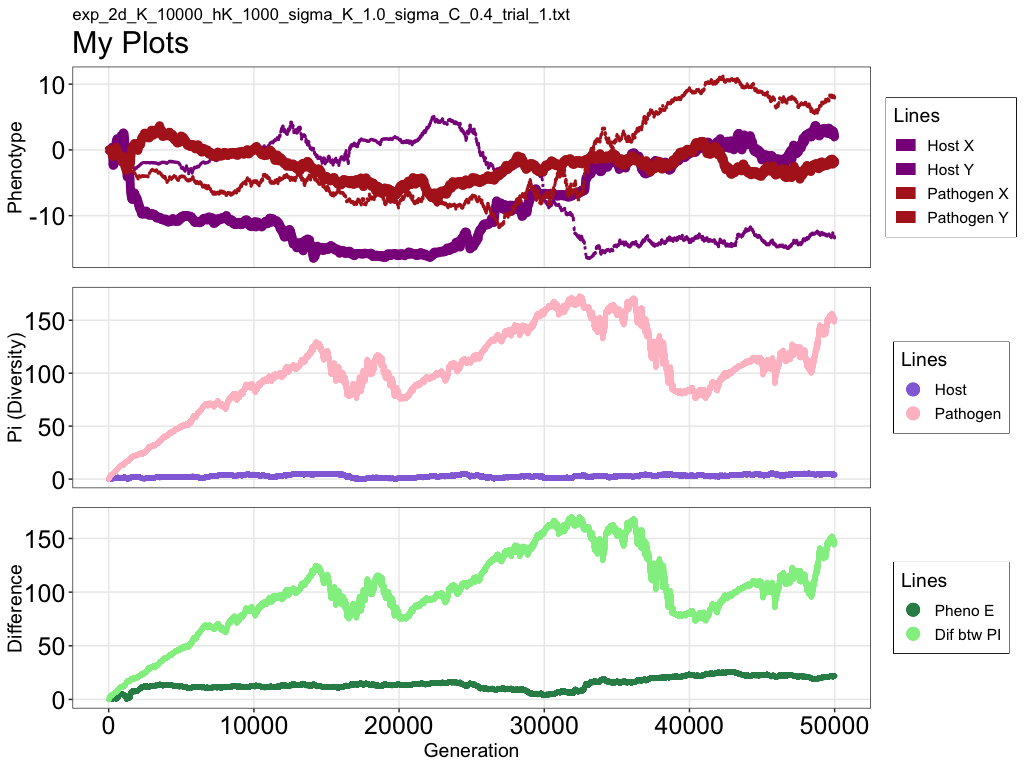 exp_2d_K_10000_hK_1000_sigma_K_1.0_sigma_C_0.4_trial_1.txt
My Plots
Phenotype
10
0
-10
Lines
Host X
Host Y
Pathogen X
Pathogen Y
Pi (Diversity)
150
100
50
0
Lines
Host
Pathogen
Difference
150
100
50
0
Lines
Pheno E
Dif btw PI
0 10000 20000 30000 40000 50000
Generation